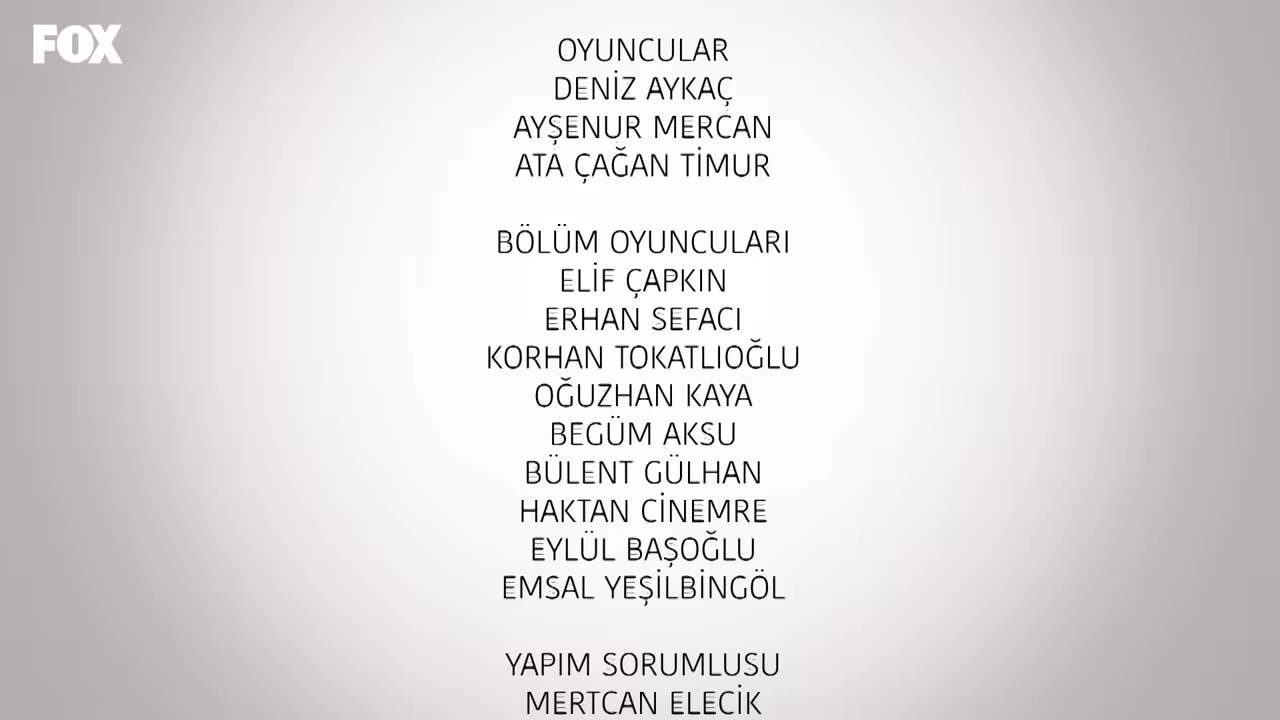 FOX
OYUNCULAR
DENİZ AYKAÇ
AYŞENUR MERCAN
ATA ÇAĞAN TİMUR
BÖLÜM OYUNCULARI
ELİF ÇAPKIN
ERHAN SEFACI
KORHAN TOKATLIOĞLU
OĞUZHAN KAYA
BEGÜM AKSU
BÜLENT GÜLHAN
HAKTAN CİNEMRE
EYLÜL BAŞOĞLU
EMSAL YEŞİLBİNGÖL
YAPIM SORUMLUSU
MERTCAN ELECİK